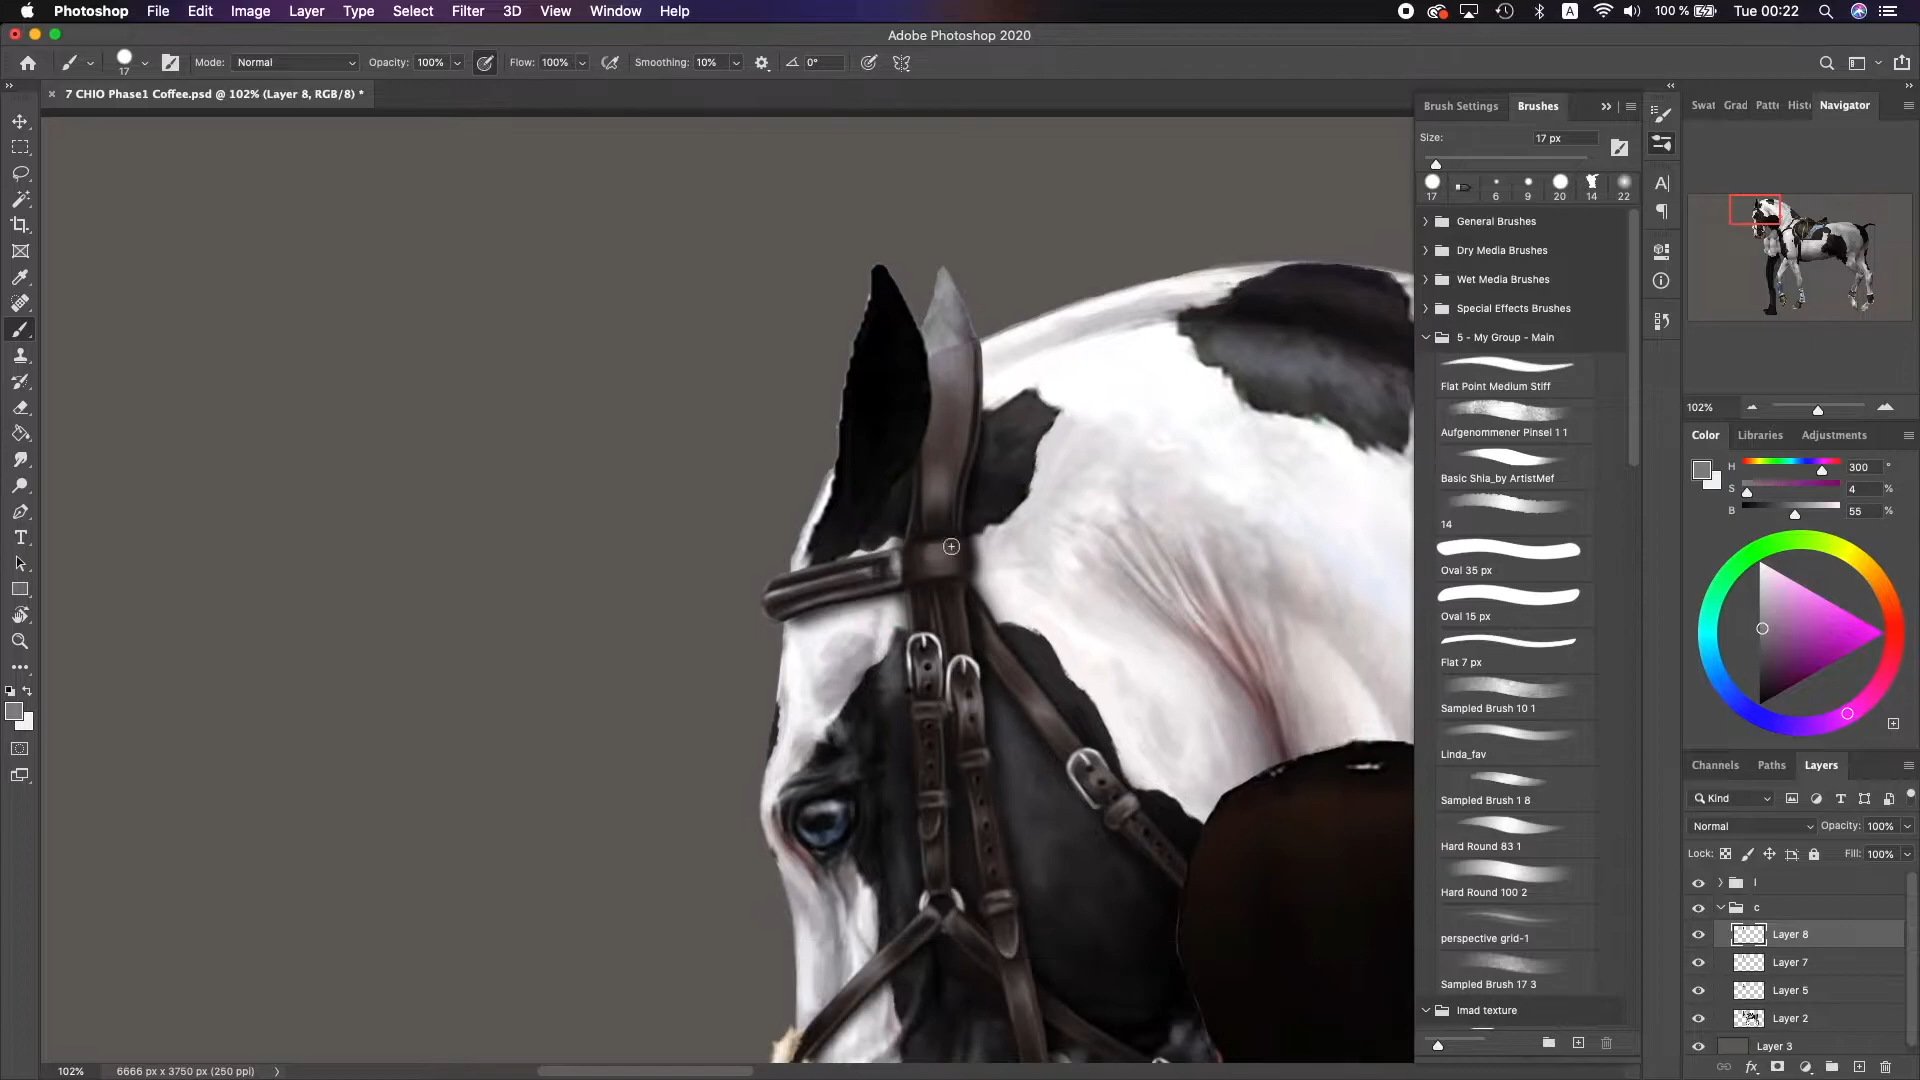 Photoshop File Edit Image Layer Type Select Filter 3D View Window Help A 100 % Tue 00:22
Adobe Photoshop 2020
17 Mode: Normal Opacity: 100% Flow: 100% Smoothing: 10% 0°
7 CHIO Phase1 Coffee.psd @ 102% (Layer 8, RGB/8) *
Brush Settings Brushes
Size: 17 px
17 6 9 20 14 22
General Brushes
Dry Media Brushes
Wet Media Brushes
Special Effects Brushes
5 - My Group - Main
Flat Point Medium Stiff
Aufgenommener Pinsel 1 1
Basic Shia_by ArtistMef
14
Oval 35 px
Oval 15 px
Flat 7 px
Sampled Brush 10 1
Linda_fav
Sampled Brush 1 8
Hard Round 83 1
Hard Round 100 2
perspective grid-1
Sampled Brush 17 3
Imad texture
Swat Grad Patte Histo Navigator
102%
Color Libraries Adjustments
H 300 °
S 4 %
B 55 %
Channels Paths Layers
Kind
Normal Opacity: 100%
Lock: Fill: 100%
l
c
Layer 8
Layer 7
Layer 5
Layer 2
Layer 3
102% 6666 px x 3750 px (250 ppi)